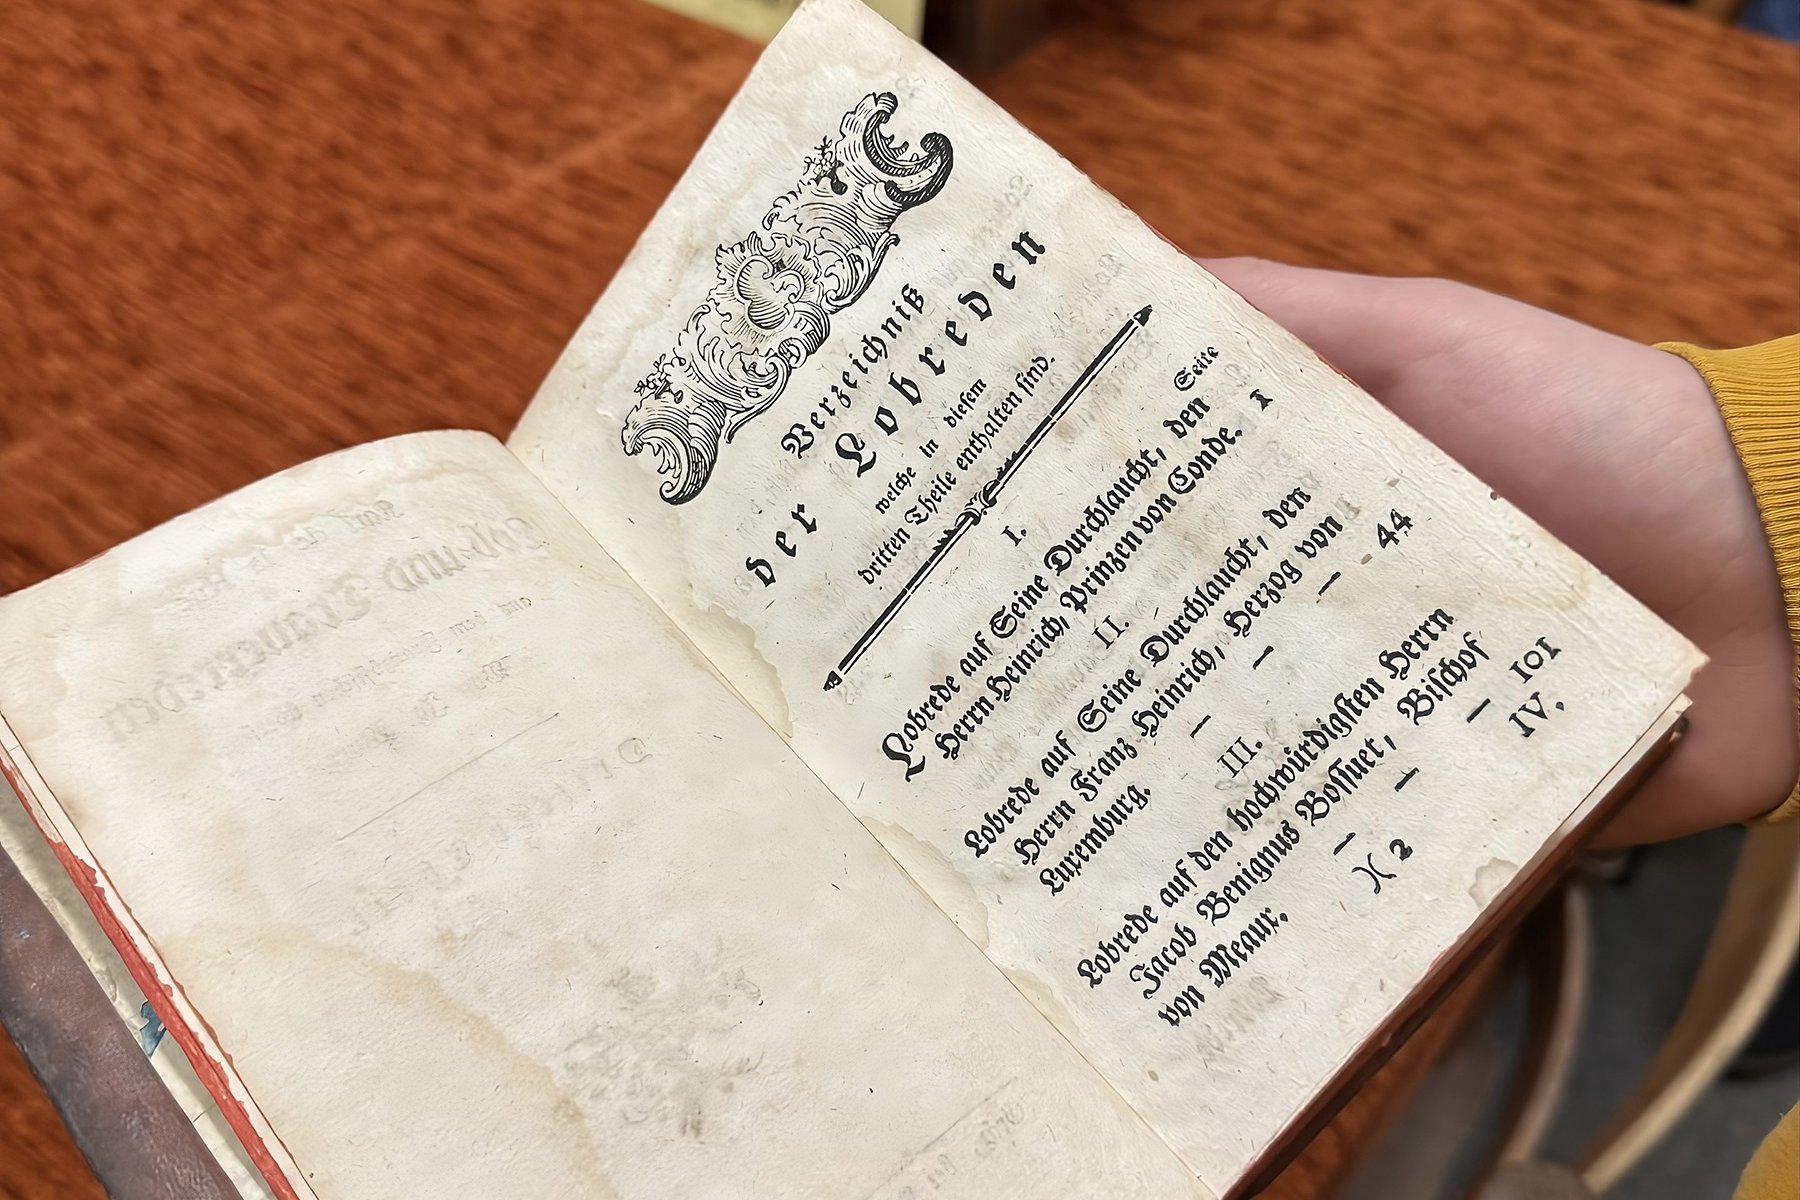 Verzeichniß
der Lobreden
welche in diesem
dritten Theile enthalten sind.
Seite
I.
Lobrede auf Seine Durchlaucht, den
Herrn Heinrich, Prinzen von Conde. 1
II.
Lobrede auf Seine Durchlaucht, den
Herrn Franz Heinrich, Herzog von
Luxemburg. — — — 44
III.
Lobrede auf den hochwürdigsten Herrn
Jacob Benignus Bossuet, Bischof
von Meaux. — — — 101
)( 2 IV.